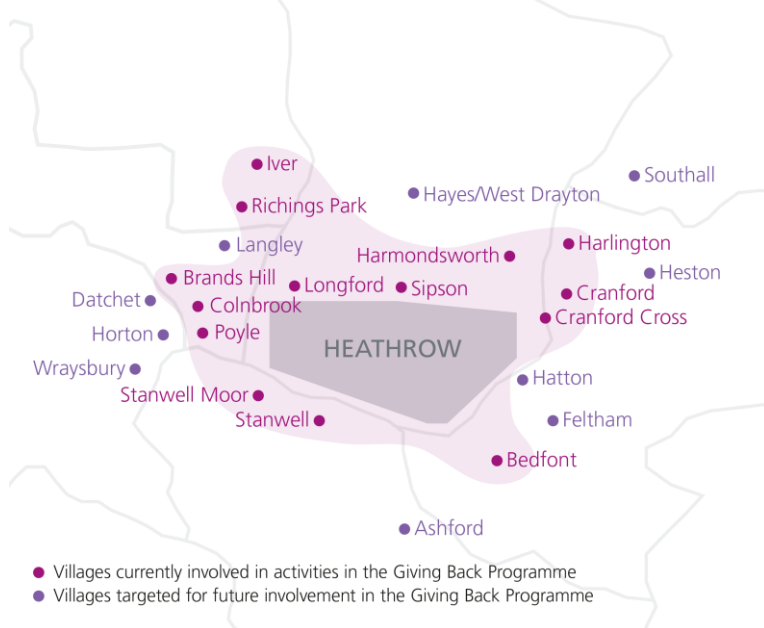 Iver
Southall
Hayes/West Drayton
Richings Park
Langley
Harlington
Harmondsworth
Heston
Brands Hill
Longford
Sipson
Cranford
Datchet
Colnbrook
Cranford Cross
Horton
Poyle
HEATHROW
Wraysbury
Hatton
Stanwell Moor
Stanwell
Feltham
Bedfont
Ashford
Villages currently involved in activities in the Giving Back Programme
Villages targeted for future involvement in the Giving Back Programme